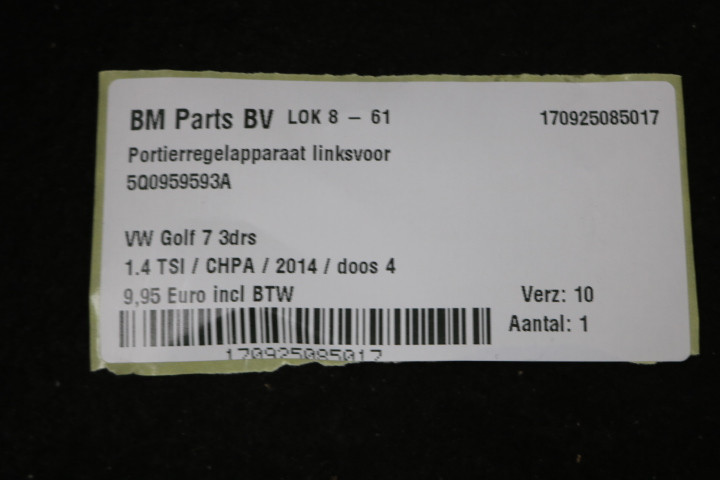 BM Parts BV LOK 8 - 61 170925085017
Portierregelapparaat linksvoor
5Q0959593A
VW Golf 7 3drs
1.4 TSI / CHPA / 2014 / doos 4
9,95 Euro incl BTW Verz: 10
Aantal: 1
170925085017